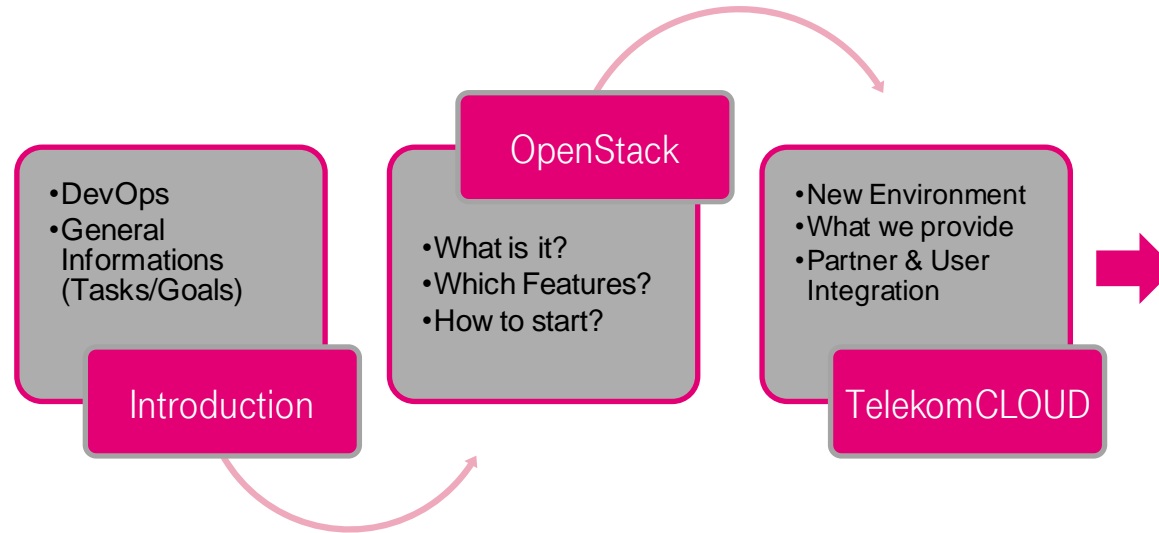 •DevOps
•General
Informations
(Tasks/Goals)
Introduction
OpenStack
•What is it?
•Which Features?
•How to start?
•New Environment
•What we provide
•Partner & User
Integration
TelekomCLOUD